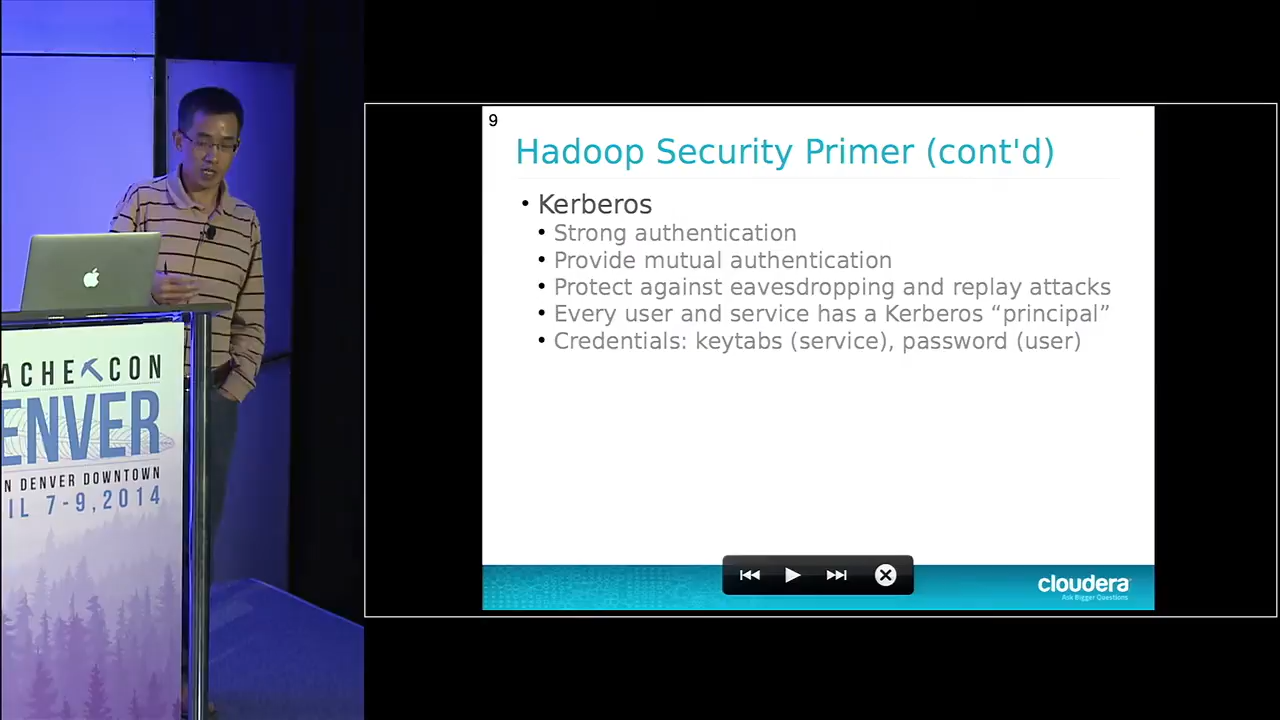 9
Hadoop Security Primer (cont'd)
• Kerberos
• Strong authentication
• Provide mutual authentication
• Protect against eavesdropping and replay attacks
• Every user and service has a Kerberos “principal”
• Credentials: keytabs (service), password (user)
cloudera
Ask Bigger Questions
ACHE CON
ENVER
N DENVER DOWNTOWN
IL 7-9, 2014